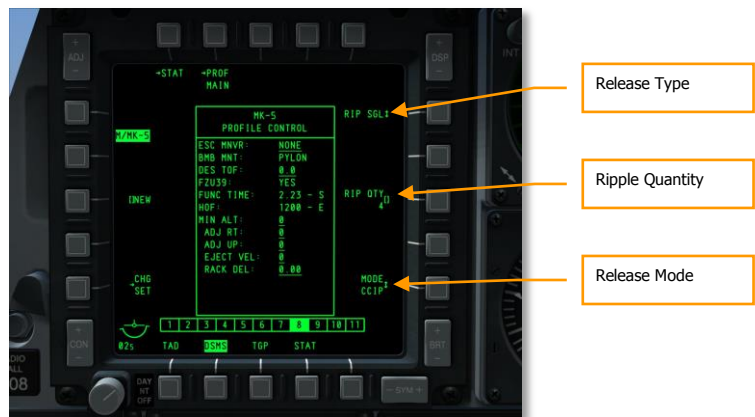 ADJ
DSP
INT
→STAT →PROF
MAIN
MK-5
PROFILE CONTROL
RIP SGL↕
Release Type
M/MK-5
ESC MNVR: NONE
BMB MNT: PYLON
DES TOF: 0.0
FZU39: YES
[]NEW
FUNC TIME: 2.23 - S
RIP QTY
4[]
Ripple Quantity
HOF: 1200 - E
MIN ALT: 0
ADJ RT: 0
ADJ UP: 0
EJECT VEL: 0
RACK DEL: 0.00
→CHG
SET
MODE
CCIP↕
Release Mode
1 2 3 4 5 6 7 8 9 10 11
02s TAD DSMS TGP STAT
CON
BRT
ALL
08
DAY
NT
OFF
- SYM +